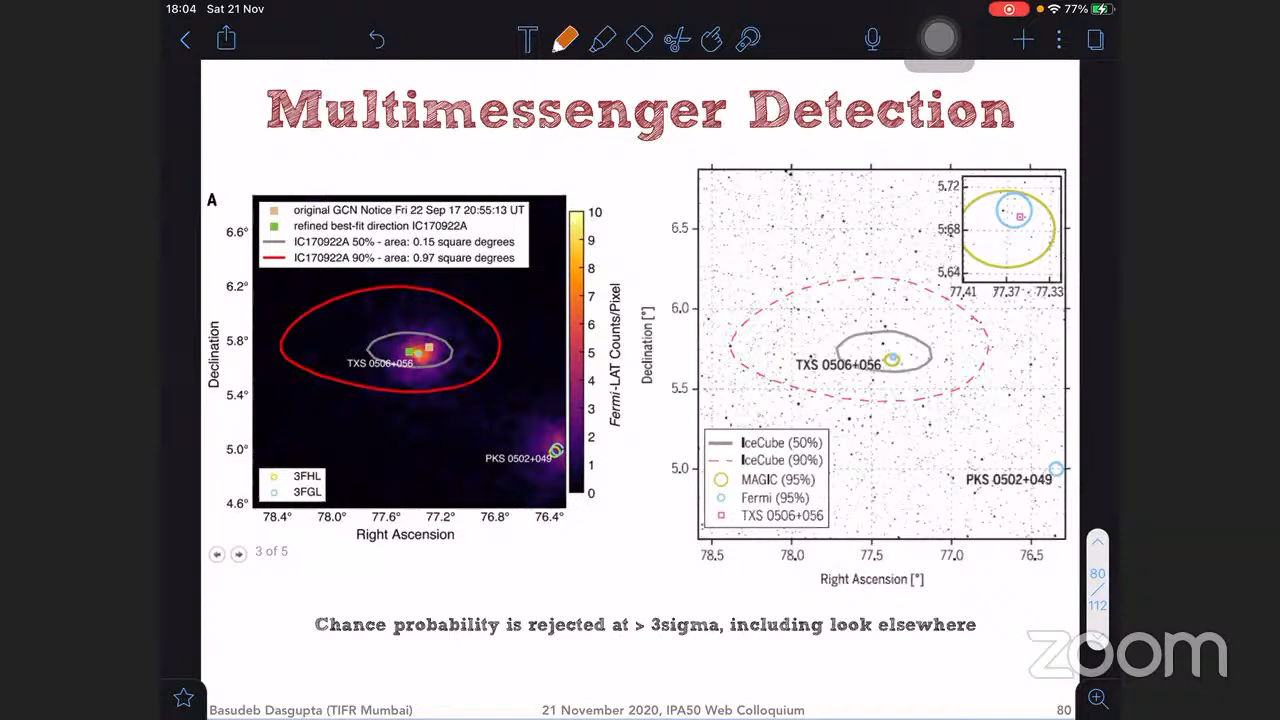 18:04 Sat 21 Nov
77%
Multimessenger Detection
A
original GCN Notice Fri 22 Sep 17 20:55:13 UT
refined best-fit direction IC170922A
IC170922A 50% - area: 0.15 square degrees
IC170922A 90% - area: 0.97 square degrees
6.6°
6.2°
5.8°
5.4°
5.0°
4.6°
Declination
TXS 0506+056
PKS 0502+049
3FHL
3FGL
78.4° 78.0° 77.6° 77.2° 76.8° 76.4°
Right Ascension
10
9
8
7
6
5
4
3
2
1
0
Fermi-LAT Counts/Pixel
3 of 5
6.5
6.0
5.5
5.0
Declination [°]
5.72
5.68
5.64
77.41 77.37 77.33
TXS 0506+056
PKS 0502+049
IceCube (50%)
IceCube (90%)
MAGIC (95%)
Fermi (95%)
TXS 0506+056
78.5 78.0 77.5 77.0 76.5
Right Ascension [°]
80
/
112
Chance probability is rejected at > 3sigma, including look elsewhere
zoom
Basudeb Dasgupta (TIFR Mumbai) 21 November 2020, IPA50 Web Colloquium 80